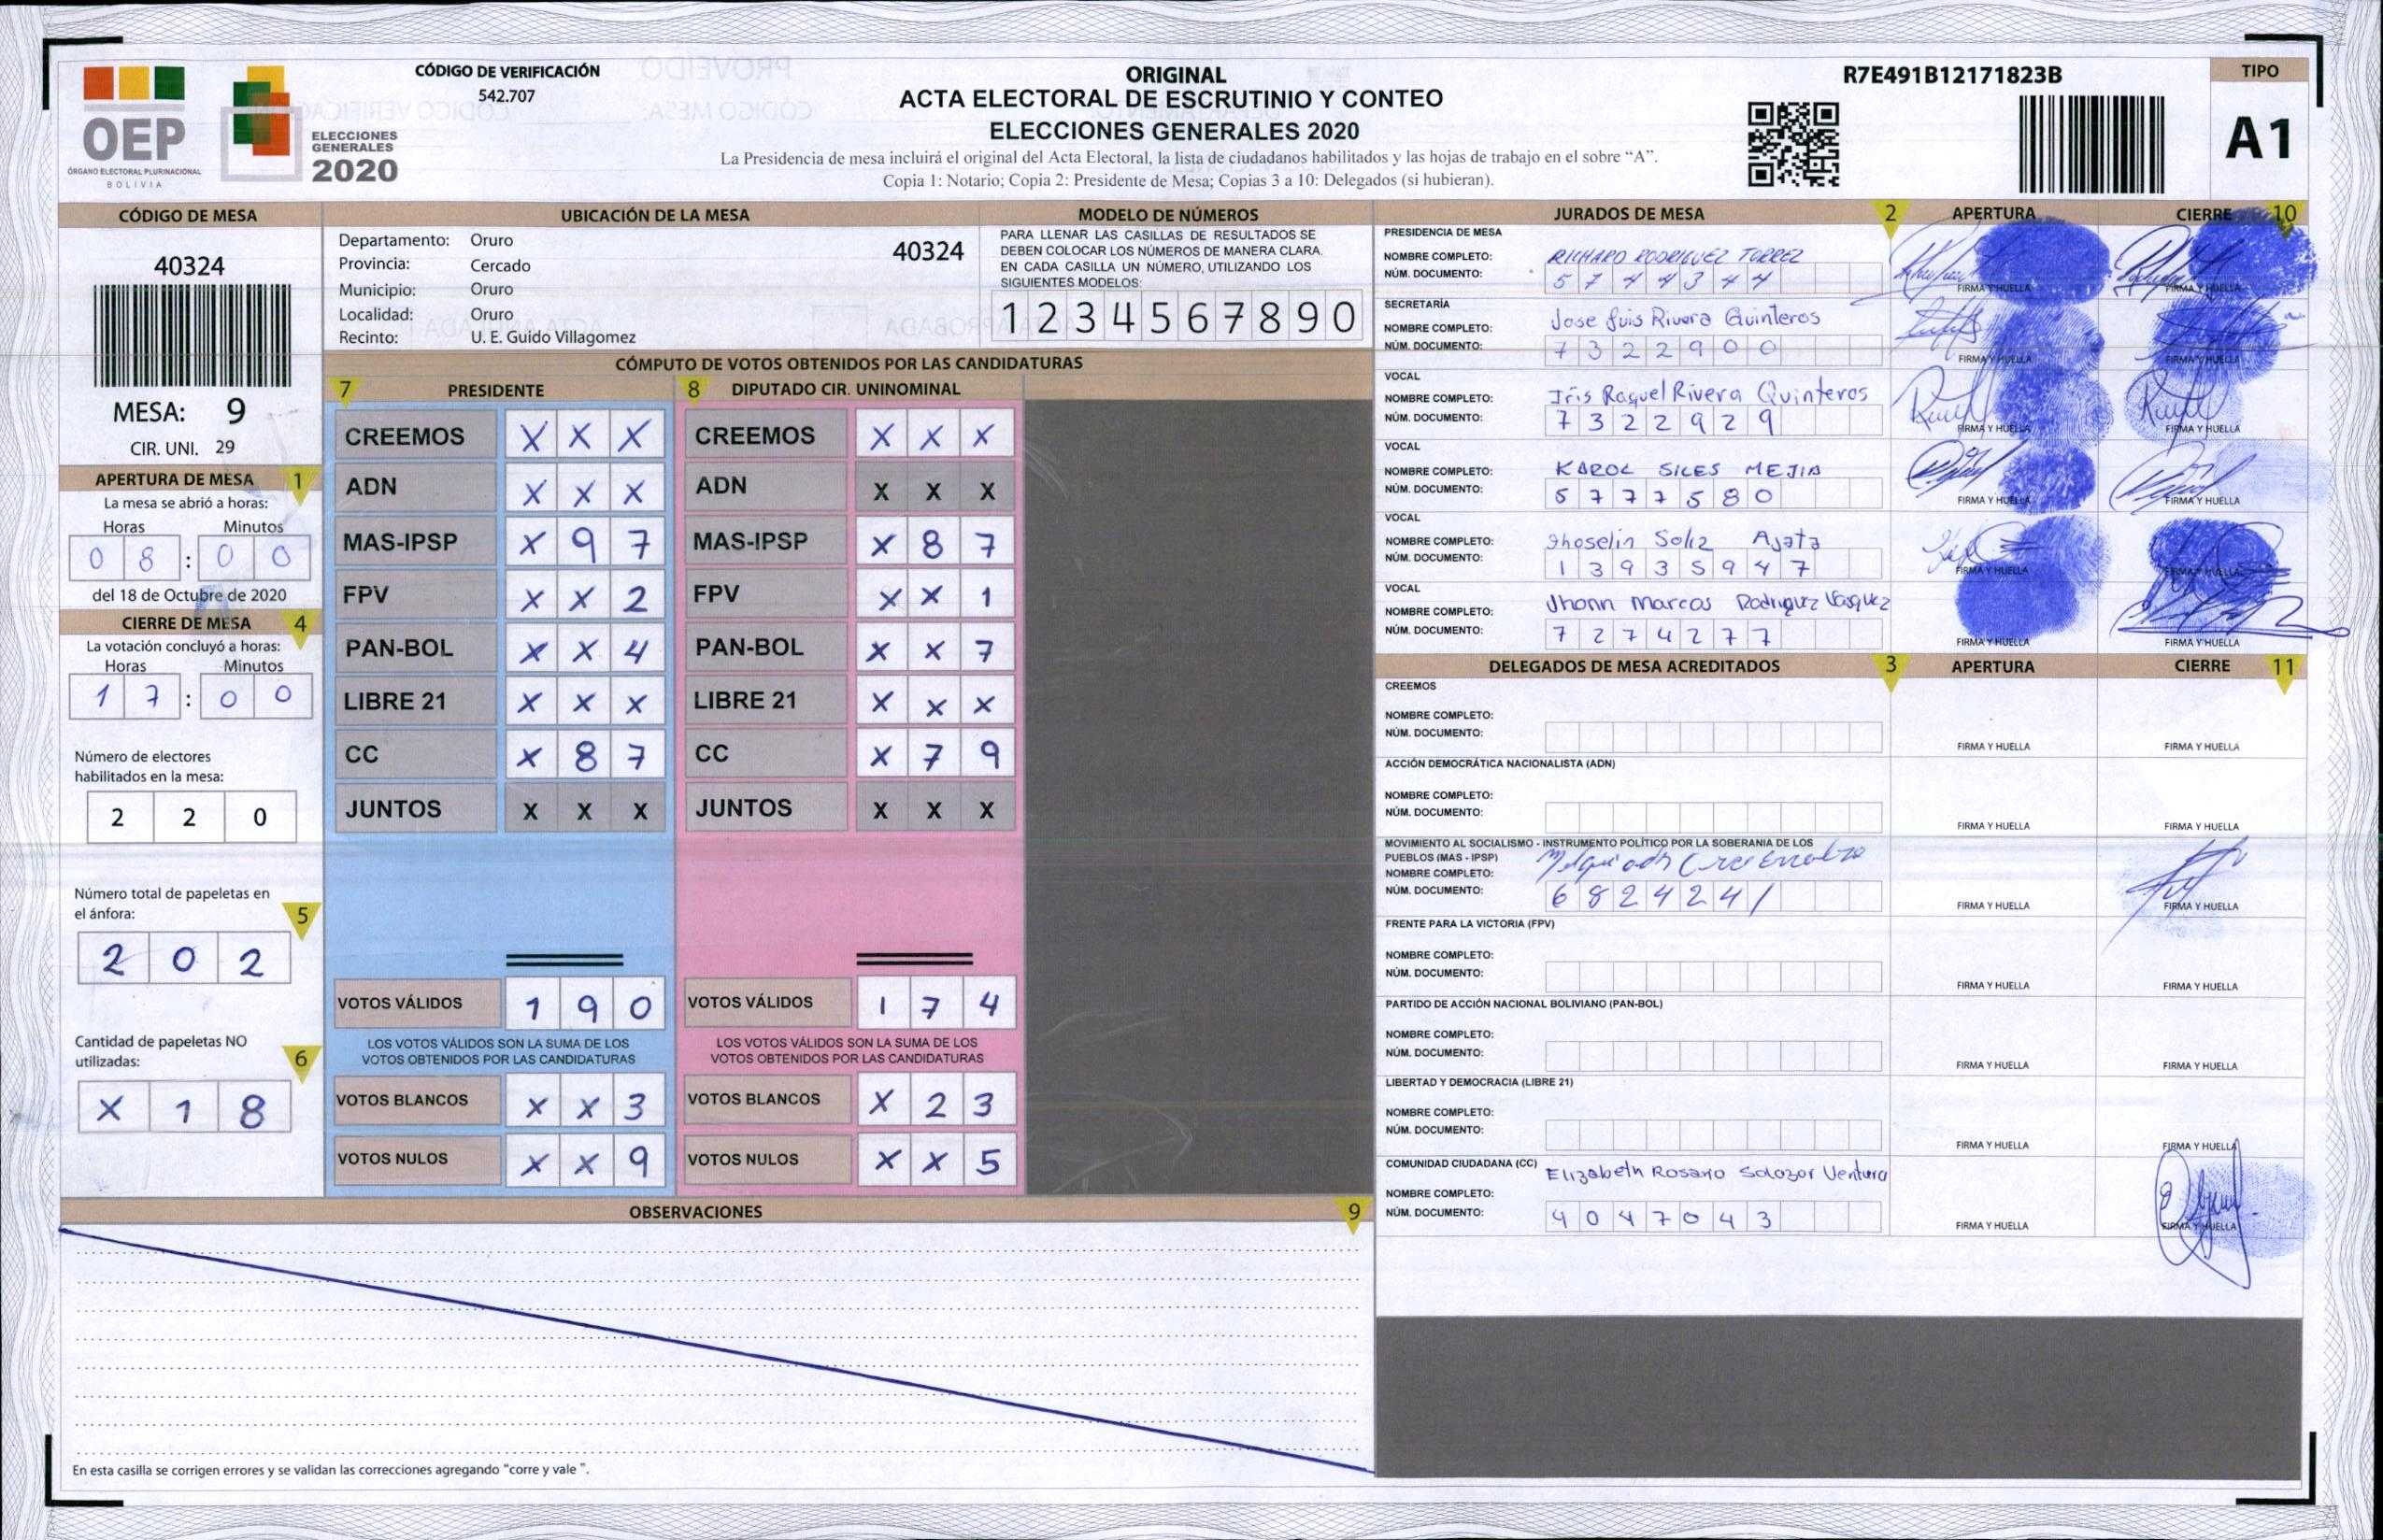 OEP
ÓRGANO ELECTORAL PLURINACIONAL
BOLIVIA
ELECCIONES
GENERALES
2020
CÓDIGO DE VERIFICACIÓN
542.707
ORIGINAL
ACTA ELECTORAL DE ESCRUTINIO Y CONTEO
ELECCIONES GENERALES 2020
La Presidencia de mesa incluirá el original del Acta Electoral, la lista de ciudadanos habilitados y las hojas de trabajo en el sobre “A”.
Copia 1: Notario; Copia 2: Presidente de Mesa; Copias 3 a 10: Delegados (si hubieran).
R7E491B12171823B
TIPO
A1
CÓDIGO DE MESA
40324
MESA: 9
CIR. UNI. 29
APERTURA DE MESA 1
La mesa se abrió a horas:
Horas Minutos
0 8 : 0 0
del 18 de Octubre de 2020
CIERRE DE MESA 4
La votación concluyó a horas:
Horas Minutos
1 7 : 0 0
Número de electores
habilitados en la mesa:
2 2 0
Número total de papeletas en
el ánfora: 5
2 0 2
Cantidad de papeletas NO
utilizadas: 6
X 1 8
UBICACIÓN DE LA MESA
Departamento: Oruro 40324
Provincia: Cercado
Municipio: Oruro
Localidad: Oruro
Recinto: U. E. Guido Villagomez
MODELO DE NÚMEROS
PARA LLENAR LAS CASILLAS DE RESULTADOS SE
DEBEN COLOCAR LOS NÚMEROS DE MANERA CLARA.
EN CADA CASILLA UN NÚMERO, UTILIZANDO LOS
SIGUIENTES MODELOS:
1 2 3 4 5 6 7 8 9 0
CÓMPUTO DE VOTOS OBTENIDOS POR LAS CANDIDATURAS
7 PRESIDENTE
CREEMOS X X X
ADN X X X
MAS-IPSP X 9 7
FPV X X 2
PAN-BOL X X 4
LIBRE 21 X X X
CC X 8 7
JUNTOS X X X
VOTOS VÁLIDOS 1 9 0
LOS VOTOS VÁLIDOS SON LA SUMA DE LOS
VOTOS OBTENIDOS POR LAS CANDIDATURAS
VOTOS BLANCOS X X 3
VOTOS NULOS X X 9
8 DIPUTADO CIR. UNINOMINAL
CREEMOS X X X
ADN X X X
MAS-IPSP X 8 7
FPV X X 1
PAN-BOL X X 7
LIBRE 21 X X X
CC X 7 9
JUNTOS X X X
VOTOS VÁLIDOS 1 7 4
LOS VOTOS VÁLIDOS SON LA SUMA DE LOS
VOTOS OBTENIDOS POR LAS CANDIDATURAS
VOTOS BLANCOS X 2 3
VOTOS NULOS X X 5
OBSERVACIONES 9
En esta casilla se corrigen errores y se validan las correcciones agregando “corre y vale ”.
JURADOS DE MESA 2 APERTURA CIERRE 10
PRESIDENCIA DE MESA
NOMBRE COMPLETO: RICHARD RODRIGUEZ TORREZ
NÚM. DOCUMENTO: 5 7 4 4 3 4 4
FIRMA Y HUELLA FIRMA Y HUELLA
SECRETARÍA
NOMBRE COMPLETO: Jose Luis Rivera Quinteros
NÚM. DOCUMENTO: 7 3 2 2 9 0 0
FIRMA Y HUELLA FIRMA Y HUELLA
VOCAL
NOMBRE COMPLETO: Iris Raquel Rivera Quinteros
NÚM. DOCUMENTO: 7 3 2 2 9 2 9
FIRMA Y HUELLA FIRMA Y HUELLA
VOCAL
NOMBRE COMPLETO: KAROL SILES MEJIA
NÚM. DOCUMENTO: 5 7 7 7 5 8 0
FIRMA Y HUELLA FIRMA Y HUELLA
VOCAL
NOMBRE COMPLETO: Jhoselin Soliz Ajata
NÚM. DOCUMENTO: 1 3 9 3 5 9 4 7
FIRMA Y HUELLA FIRMA Y HUELLA
VOCAL
NOMBRE COMPLETO: Jhonn Marcos Rodriguez Vasquez
NÚM. DOCUMENTO: 7 2 7 4 2 7 7
FIRMA Y HUELLA FIRMA Y HUELLA
DELEGADOS DE MESA ACREDITADOS 3 APERTURA CIERRE 11
CREEMOS
NOMBRE COMPLETO:
NÚM. DOCUMENTO:
FIRMA Y HUELLA FIRMA Y HUELLA
ACCIÓN DEMOCRÁTICA NACIONALISTA (ADN)
NOMBRE COMPLETO:
NÚM. DOCUMENTO:
FIRMA Y HUELLA FIRMA Y HUELLA
MOVIMIENTO AL SOCIALISMO - INSTRUMENTO POLÍTICO POR LA SOBERANIA DE LOS
PUEBLOS (MAS - IPSP)
NOMBRE COMPLETO:
NÚM. DOCUMENTO: 6 8 2 4 2 4 1
FIRMA Y HUELLA FIRMA Y HUELLA
FRENTE PARA LA VICTORIA (FPV)
NOMBRE COMPLETO:
NÚM. DOCUMENTO:
FIRMA Y HUELLA FIRMA Y HUELLA
PARTIDO DE ACCIÓN NACIONAL BOLIVIANO (PAN-BOL)
NOMBRE COMPLETO:
NÚM. DOCUMENTO:
FIRMA Y HUELLA FIRMA Y HUELLA
LIBERTAD Y DEMOCRACIA (LIBRE 21)
NOMBRE COMPLETO:
NÚM. DOCUMENTO:
FIRMA Y HUELLA FIRMA Y HUELLA
COMUNIDAD CIUDADANA (CC) Elizabeth Rosario Salazar Ventura
NOMBRE COMPLETO:
NÚM. DOCUMENTO: 4 0 4 7 0 4 3
FIRMA Y HUELLA FIRMA Y HUELLA